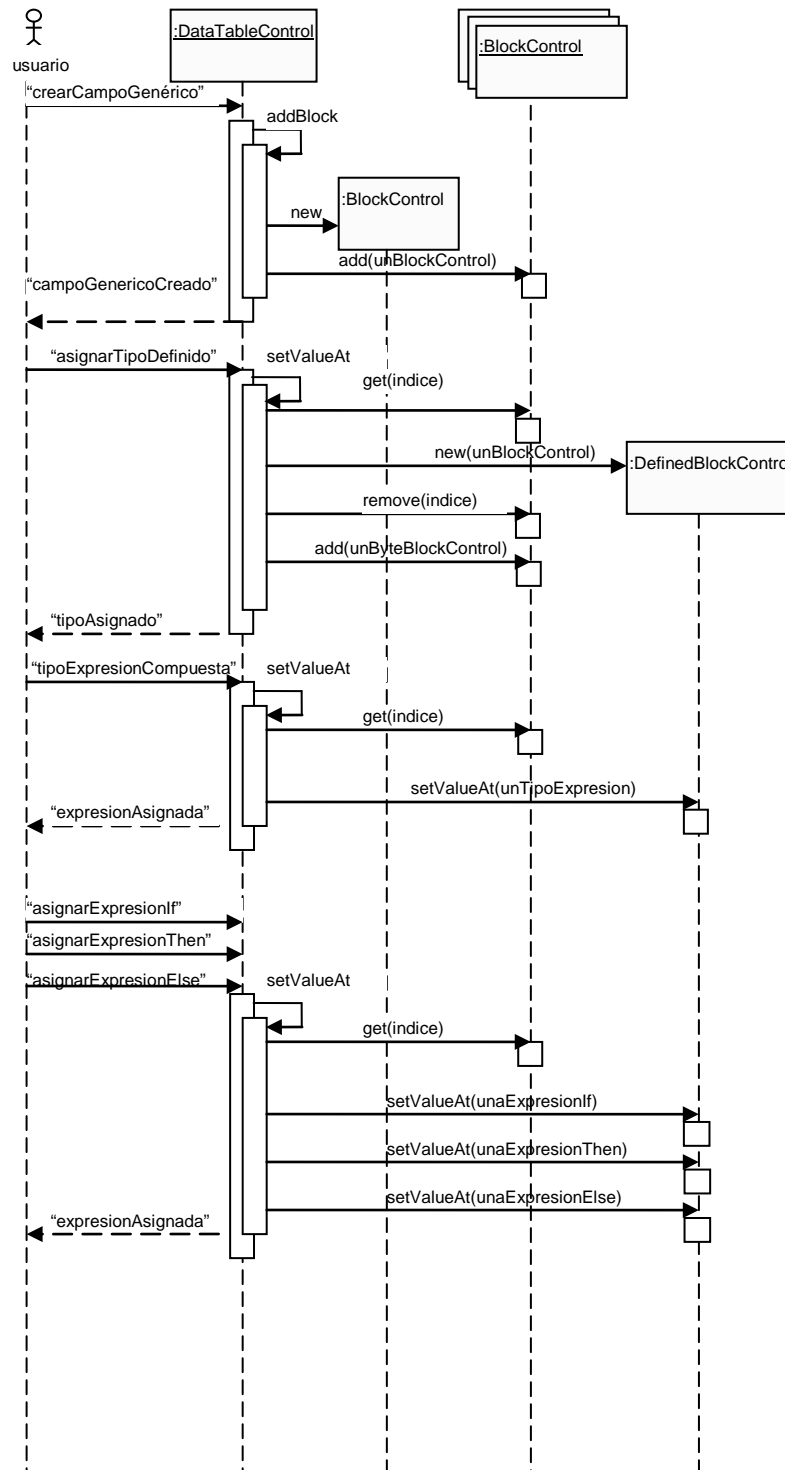 :DataTableControl
:BlockControl
usuario
“crearCampoGenérico”
addBlock
:BlockControl
new
add(unBlockControl)
“campoGenericoCreado”
“asignarTipoDefinido”
setValueAt
get(indice)
new(unBlockControl)
:DefinedBlockContro
remove(indice)
add(unByteBlockControl)
“tipoAsignado”
“tipoExpresionCompuesta”
setValueAt
get(indice)
setValueAt(unTipoExpresion)
“expresionAsignada”
“asignarExpresionIf”
“asignarExpresionThen”
“asignarExpresionElse”
setValueAt
get(indice)
setValueAt(unaExpresionIf)
setValueAt(unaExpresionThen)
setValueAt(unaExpresionElse)
“expresionAsignada”